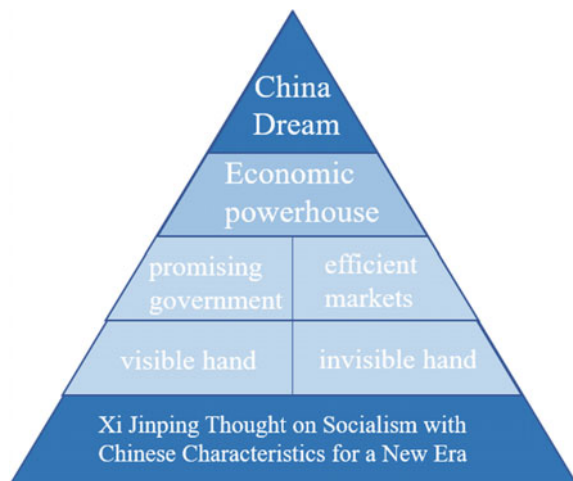 China
Dream
Economic
powerhouse
promising
government
efficient
markets
visible hand
invisible hand
Xi Jinping Thought on Socialism with
Chinese Characteristics for a New Era